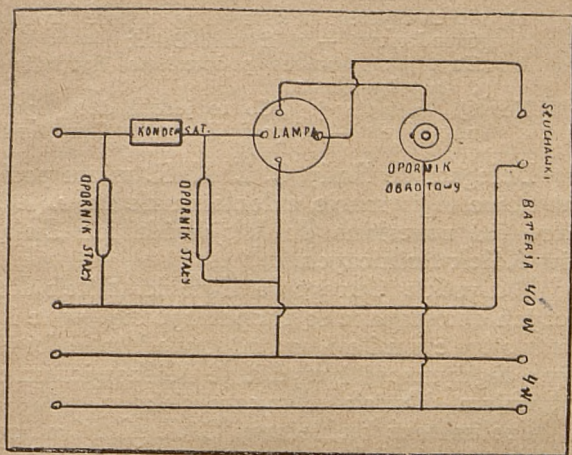 KONDENSAT.
LAMPA
OPORNIK
OBROTOWY
OPORNIK STAŁY
OPORNIK STAŁY
SŁUCHAWKI
BATERJA 40 W
4 W